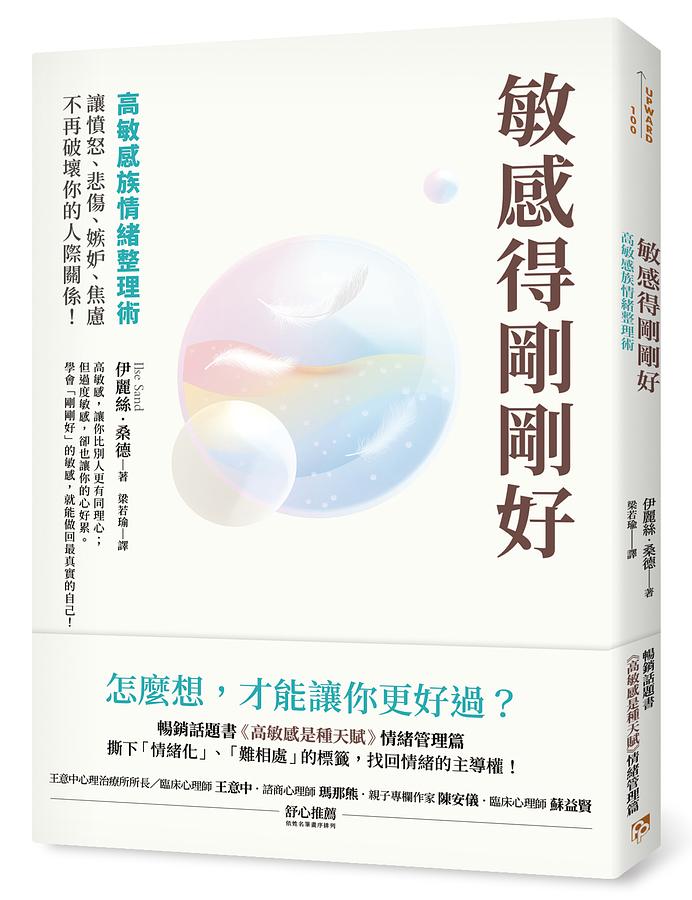 敏感得剛剛好
高敏感族情緒整理術
讓憤怒、悲傷、嫉妒、焦慮
不再破壞你的人際關係！
Ilse Sand
伊麗絲．桑德──著 梁若瑜──譯
高敏感，讓你比別人更有同理心；
但過度敏感，卻也讓你的心好累。
學會「剛剛好」的敏感，就能做回最真實的自己！
怎麼想，才能讓你更好過？
暢銷話題書《高敏感是種天賦》情緒管理篇
撕下「情緒化」、「難相處」的標籤，找回情緒的主導權！
王意中心理治療所所長／臨床心理師 王意中．諮商心理師 瑪那熊．親子專欄作家 陳安儀．臨床心理師 蘇益賢
舒心推薦
依姓名筆畫序排列
UPWARD
100
敏感得剛剛好
高敏感族情緒整理術
伊麗絲．桑德──著
梁若瑜──譯
暢銷話題書
《高敏感是種天賦》情緒管理篇
PP